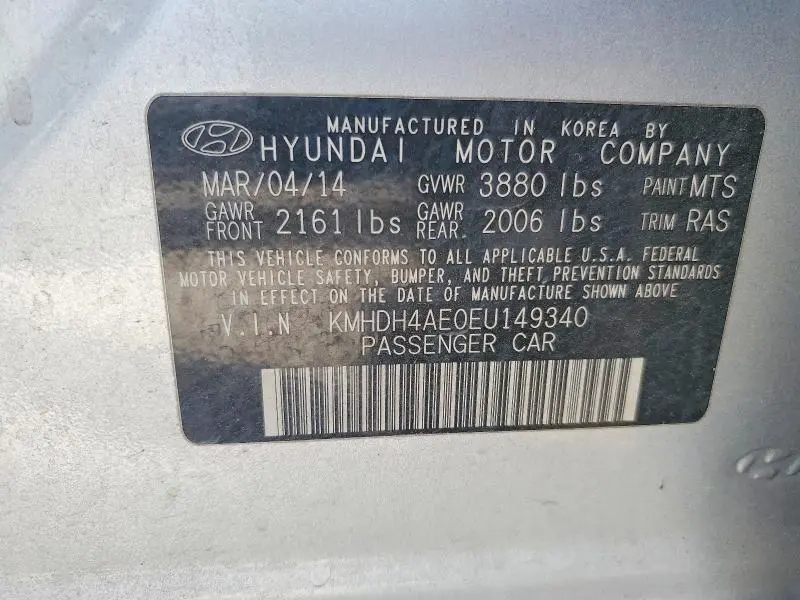 MANUFACTURED IN KOREA BY
HYUNDAI MOTOR COMPANY
MAR/04/14 GVWR 3880 lbs PAINT MTS
GAWR FRONT 2161 lbs GAWR REAR. 2006 lbs TRIM RAS
THIS VEHICLE CONFORMS TO ALL APPLICABLE U.S.A. FEDERAL
MOTOR VEHICLE SAFETY, BUMPER, AND THEFT PREVENTION STANDARDS
IN EFFECT ON THE DATE OF MANUFACTURE SHOWN ABOVE
V.I.N KMHDH4AE0EU149340
PASSENGER CAR